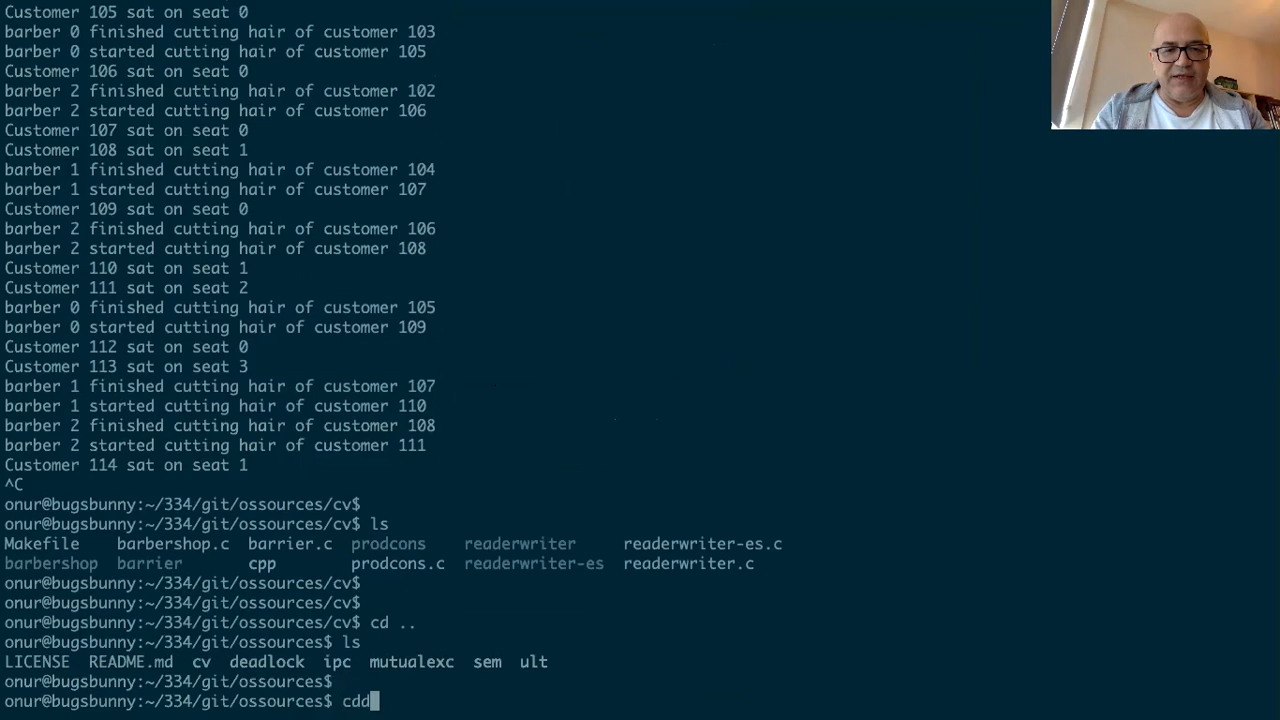 Customer 105 sat on seat 0
barber 0 finished cutting hair of customer 103
barber 0 started cutting hair of customer 105
Customer 106 sat on seat 0
barber 2 finished cutting hair of customer 102
barber 2 started cutting hair of customer 106
Customer 107 sat on seat 0
Customer 108 sat on seat 1
barber 1 finished cutting hair of customer 104
barber 1 started cutting hair of customer 107
Customer 109 sat on seat 0
barber 2 finished cutting hair of customer 106
barber 2 started cutting hair of customer 108
Customer 110 sat on seat 1
Customer 111 sat on seat 2
barber 0 finished cutting hair of customer 105
barber 0 started cutting hair of customer 109
Customer 112 sat on seat 0
Customer 113 sat on seat 3
barber 1 finished cutting hair of customer 107
barber 1 started cutting hair of customer 110
barber 2 finished cutting hair of customer 108
barber 2 started cutting hair of customer 111
Customer 114 sat on seat 1
^C
onur@bugsbunny:~/334/git/ossources/cv$
onur@bugsbunny:~/334/git/ossources/cv$ ls
Makefile barbershop.c barrier.c prodcons readerwriter readerwriter-es.c
barbershop barrier cpp prodcons.c readerwriter-es readerwriter.c
onur@bugsbunny:~/334/git/ossources/cv$
onur@bugsbunny:~/334/git/ossources/cv$
onur@bugsbunny:~/334/git/ossources/cv$ cd ..
onur@bugsbunny:~/334/git/ossources$ ls
LICENSE README.md cv deadlock ipc mutualexc sem ult
onur@bugsbunny:~/334/git/ossources$
onur@bugsbunny:~/334/git/ossources$ cdd